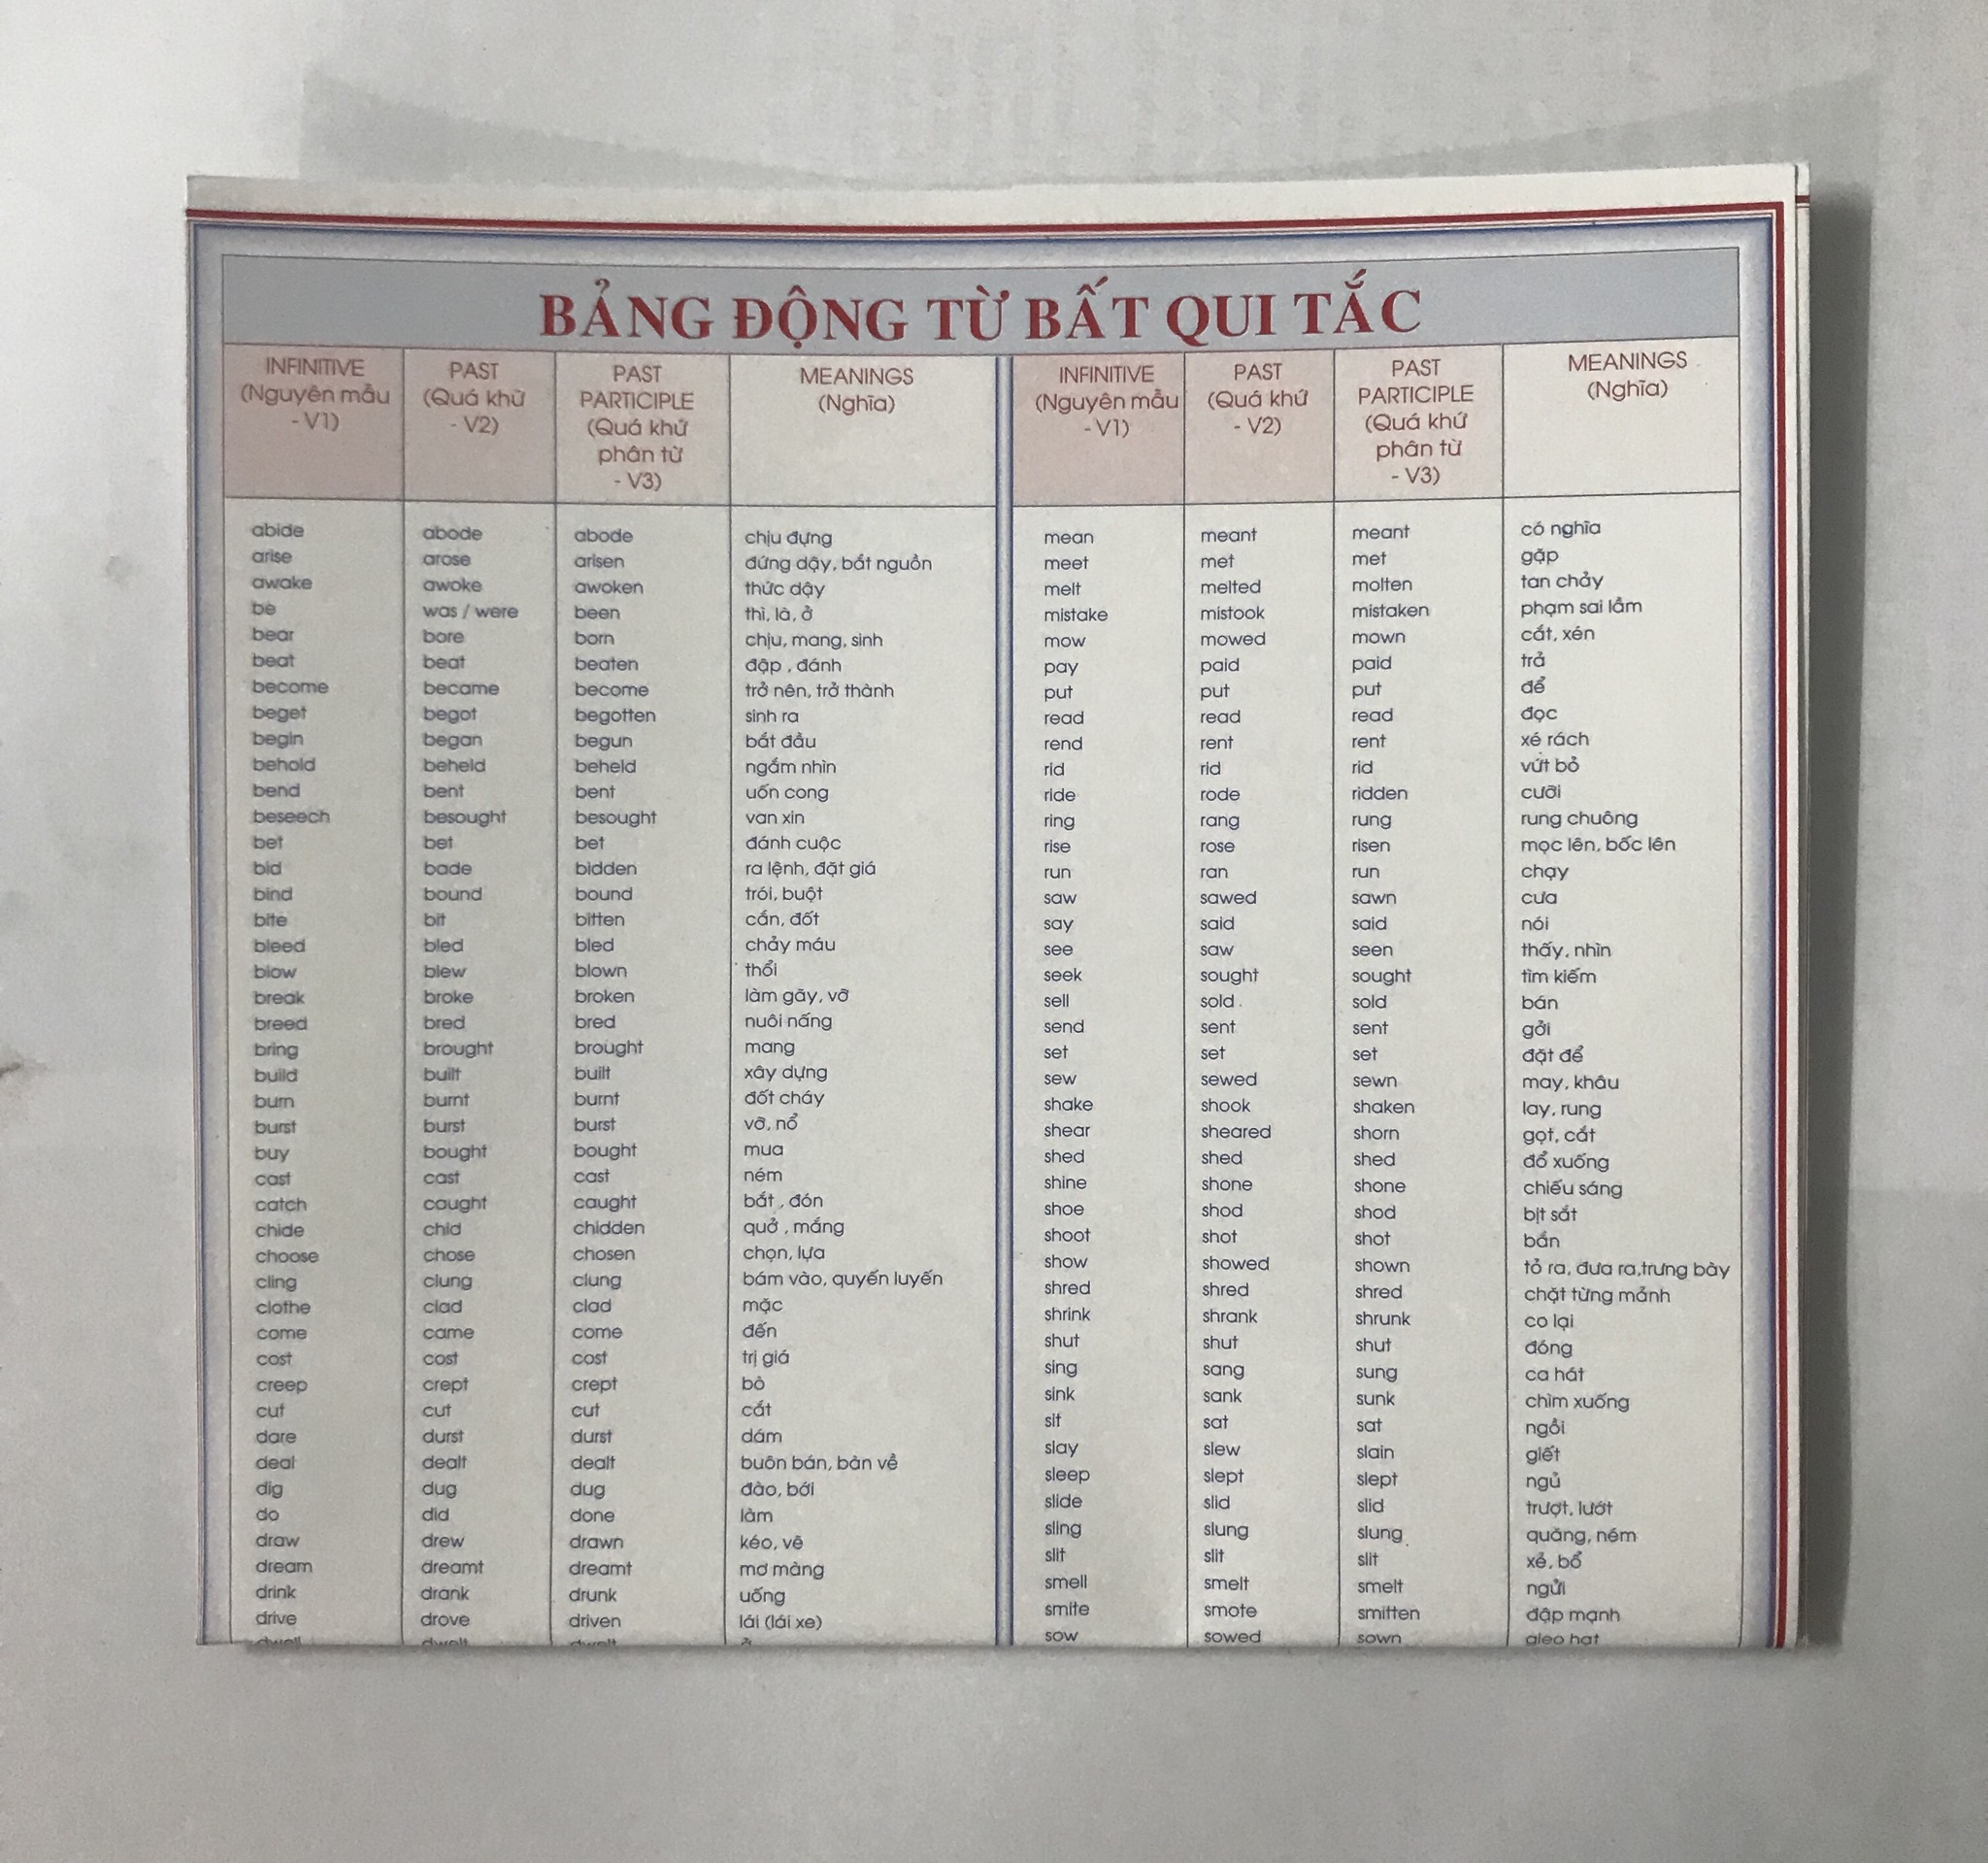 BẢNG ĐỘNG TỪ BẤT QUI TẮC
INFINITIVE (Nguyên mẫu - V1) PAST (Quá khứ - V2) PAST PARTICIPLE (Quá khứ phân từ - V3) MEANINGS (Nghĩa)
abide abode abode chịu đựng
arise arose arisen đứng dậy, bắt nguồn
awake awoke awoken thức dậy
be was / were been thì, là, ở
bear bore born chịu, mang, sinh
beat beat beaten đập , đánh
become became become trở nên, trở thành
beget begot begotten sinh ra
begin began begun bắt đầu
behold beheld beheld ngắm nhìn
bend bent bent uốn cong
beseech besought besought van xin
bet bet bet đánh cuộc
bid bade bidden ra lệnh, đặt giá
bind bound bound trói, buột
bite bit bitten cắn, đốt
bleed bled bled chảy máu
blow blew blown thổi
break broke broken làm gãy, vỡ
breed bred bred nuôi nấng
bring brought brought mang
build built built xây dựng
burn burnt burnt đốt cháy
burst burst burst vỡ, nổ
buy bought bought mua
cast cast cast ném
catch caught caught bắt , đón
chide chid chidden quở , mắng
choose chose chosen chọn, lựa
cling clung clung bám vào, quyến luyến
clothe clad clad mặc
come came come đến
cost cost cost trị giá
creep crept crept bò
cut cut cut cắt
dare durst durst dám
deal dealt dealt buôn bán, bàn về
dig dug dug đào, bới
do did done làm
draw drew drawn kéo, vẽ
dream dreamt dreamt mơ màng
drink drank drunk uống
drive drove driven lái (lái xe)
dwell dwelt dwelt ở
INFINITIVE (Nguyên mẫu - V1) PAST (Quá khứ - V2) PAST PARTICIPLE (Quá khứ phân từ - V3) MEANINGS (Nghĩa)
mean meant meant có nghĩa
meet met met gặp
melt melted molten tan chảy
mistake mistook mistaken phạm sai lầm
mow mowed mown cắt, xén
pay paid paid trả
put put put để
read read read đọc
rend rent rent xé rách
rid rid rid vứt bỏ
ride rode ridden cưỡi
ring rang rung rung chuông
rise rose risen mọc lên, bốc lên
run ran run chạy
saw sawed sawn cưa
say said said nói
see saw seen thấy, nhìn
seek sought sought tìm kiếm
sell sold sold bán
send sent sent gởi
set set set đặt để
sew sewed sewn may, khâu
shake shook shaken lay, rung
shear sheared shorn gọt, cắt
shed shed shed đổ xuống
shine shone shone chiếu sáng
shoe shod shod bịt sắt
shoot shot shot bắn
show showed shown tỏ ra, đưa ra,trưng bày
shred shred shred chặt từng mảnh
shrink shrank shrunk co lại
shut shut shut đóng
sing sang sung ca hát
sink sank sunk chìm xuống
sit sat sat ngồi
slay slew slain giết
sleep slept slept ngủ
slide slid slid trượt, lướt
sling slung slung quăng, ném
slit slit slit xẻ, bổ
smell smelt smelt ngửi
smite smote smitten đập mạnh
sow sowed sown gieo hạt